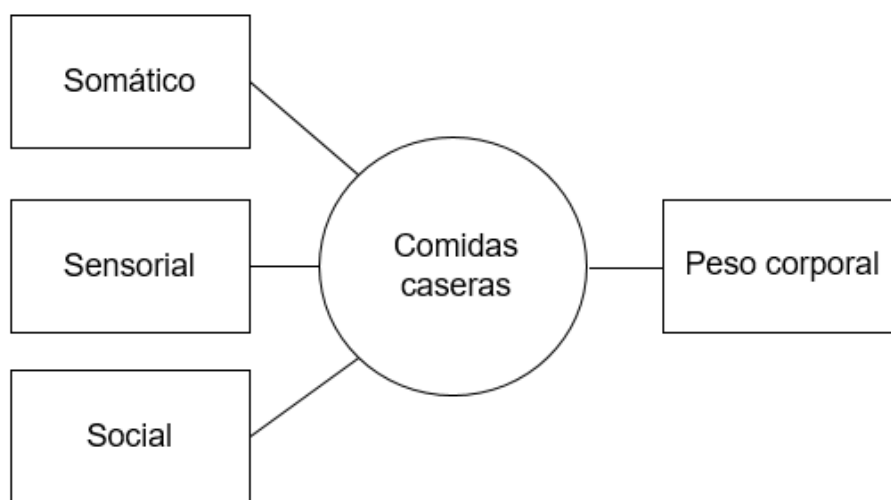 Somático
Sensorial
Social
Comidas
caseras
Peso corporal